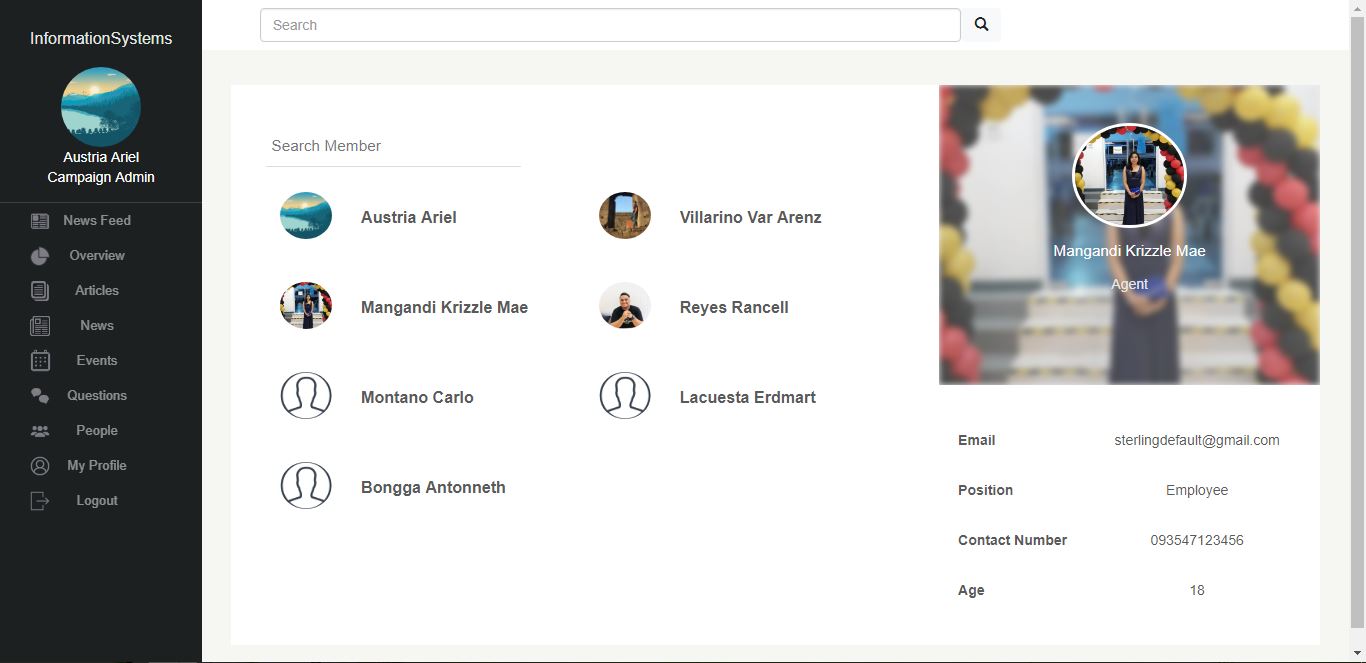 InformationSystems
Austria Ariel
Campaign Admin
News Feed
Overview
Articles
News
Events
Questions
People
My Profile
Logout
Search
Search Member
Austria Ariel
Villarino Var Arenz
Mangandi Krizzle Mae
Reyes Rancell
Montano Carlo
Lacuesta Erdmart
Bongga Antonneth
Mangandi Krizzle Mae
Agent
Email sterlingdefault@gmail.com
Position Employee
Contact Number 093547123456
Age 18